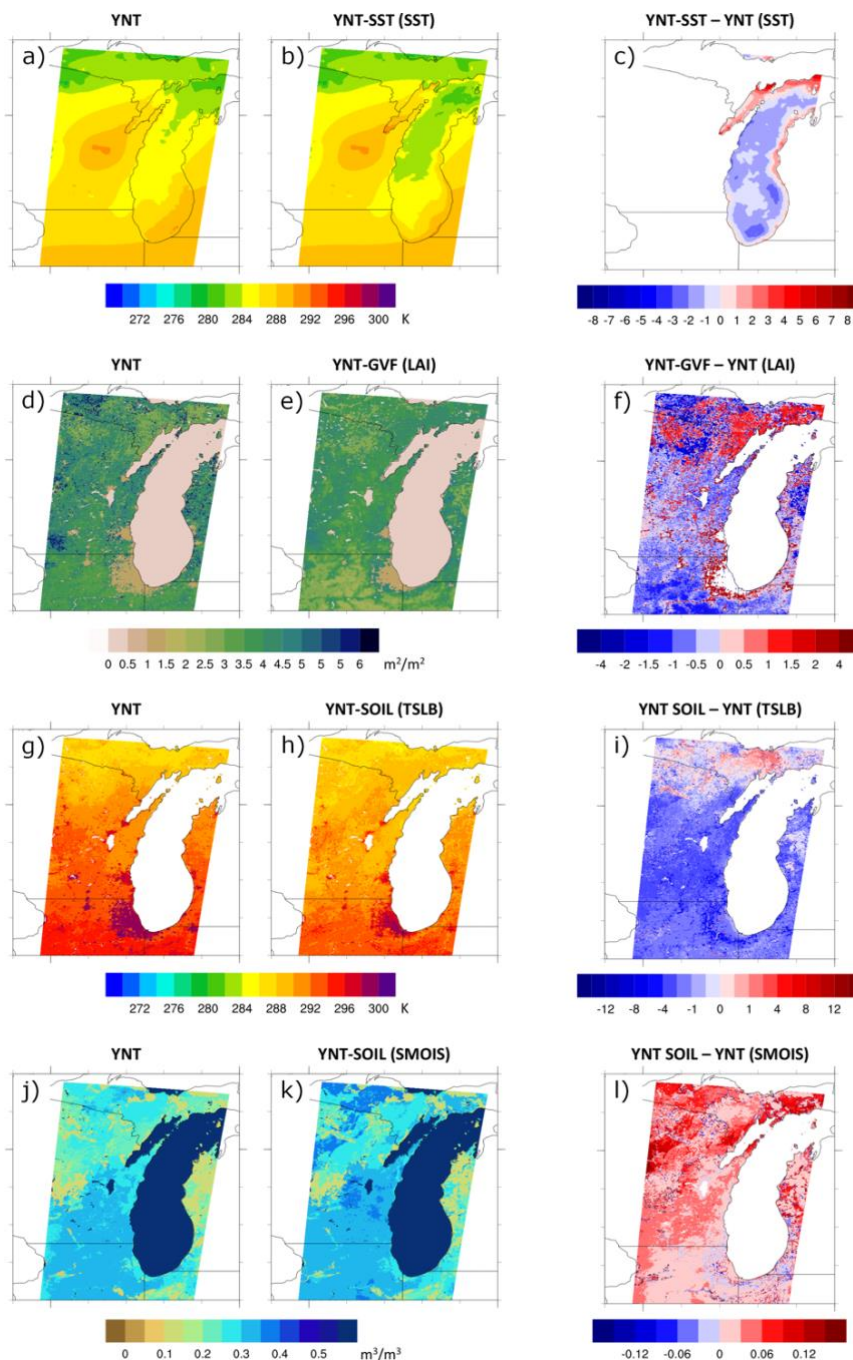 YNT YNT-SST (SST) YNT-SST – YNT (SST)
a) b) c)
272 276 280 284 288 292 296 300 K
-8 -7 -6 -5 -4 -3 -2 -1 0 1 2 3 4 5 6 7 8
YNT YNT-GVF (LAI) YNT-GVF – YNT (LAI)
d) e) f)
0 0.5 1 1.5 2 2.5 3 3.5 4 4.5 5 5.5 6 m²/m²
-4 -2 -1 -0.5 0 0.5 1 2 4
YNT YNT-SOIL (TSLB) YNT SOIL – YNT (TSLB)
g) h) i)
272 276 280 284 288 292 296 300 K
-12 -8 -4 -1 0 1 4 8 12
YNT YNT-SOIL (SMOIS) YNT SOIL – YNT (SMOIS)
j) k) l)
0 0.1 0.2 0.3 0.4 0.5 m³/m³
-0.12 -0.06 0 0.06 0.12